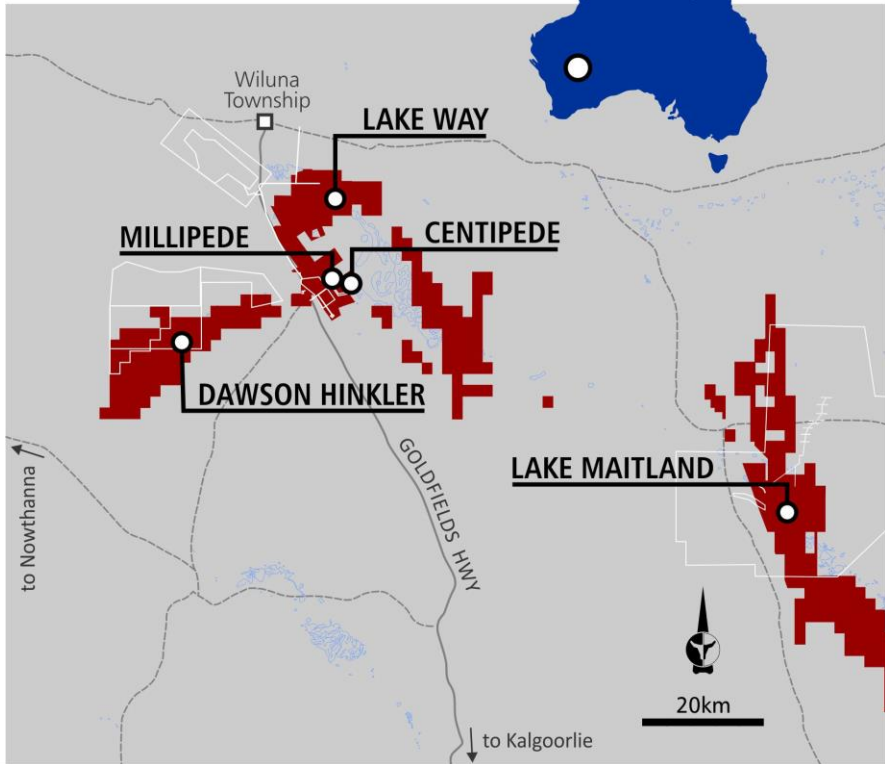 Wiluna
Township
LAKE WAY
MILLIPEDE
CENTIPEDE
DAWSON HINKLER
GOLDFIELDS HWY
LAKE MAITLAND
to Nowthanna
20km
to Kalgoorlie